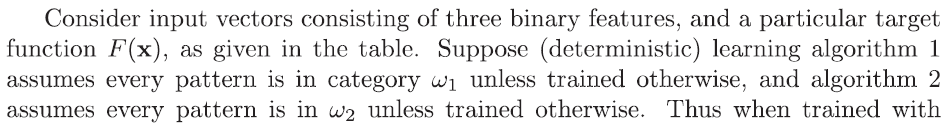 Consider input vectors consisting of three binary features, and a particular target
function F(x), as given in the table. Suppose (deterministic) learning algorithm 1
assumes every pattern is in category ω₁ unless trained otherwise, and algorithm 2
assumes every pattern is in ω₂ unless trained otherwise. Thus when trained with